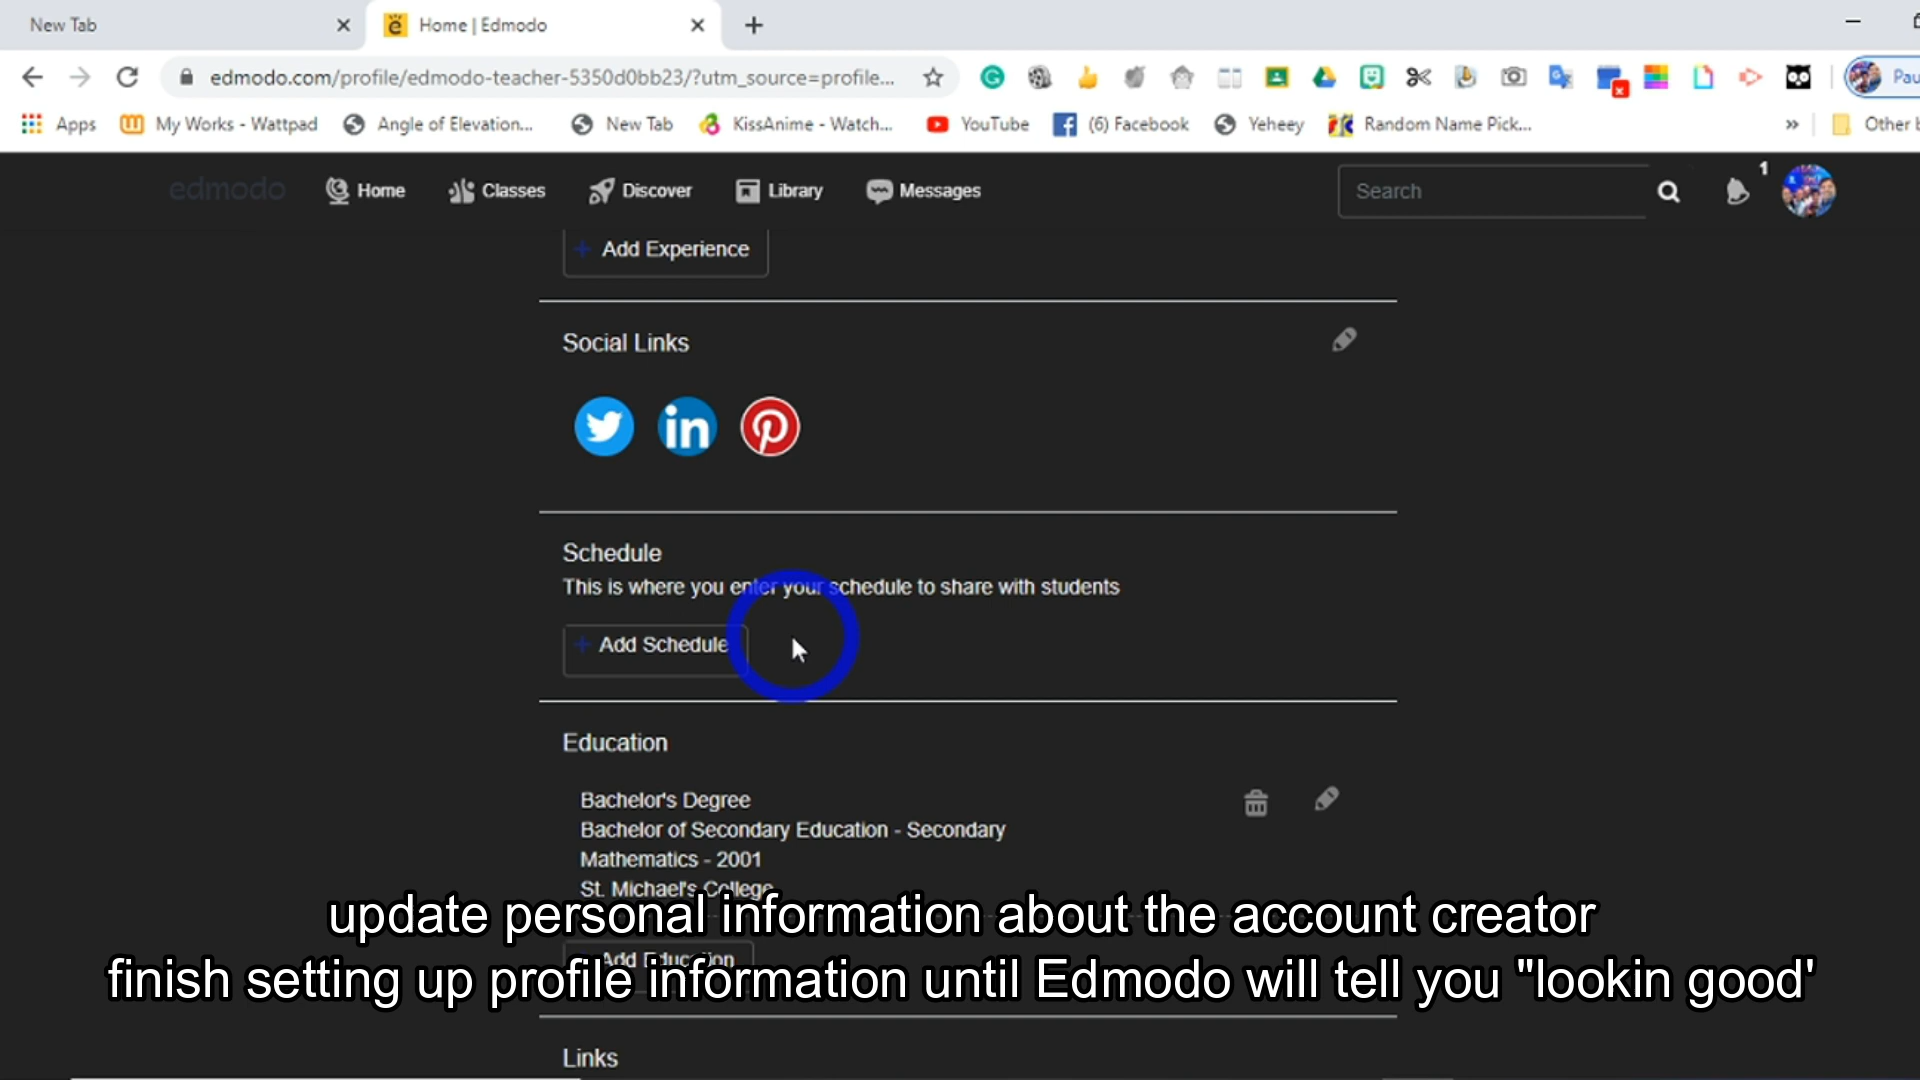 New Tab
Home | Edmodo
edmodo.com/profile/edmodo-teacher-5350d0bb23/?utm_source=profile...
Pau
Apps
My Works - Wattpad
Angle of Elevation...
New Tab
KissAnime - Watch...
YouTube
(6) Facebook
Yeheey
Random Name Pick...
»
Other b
edmodo
Home
Classes
Discover
Library
Messages
Search
1
+ Add Experience
Social Links
Schedule
This is where you enter your schedule to share with students
+ Add Schedule
Education
Bachelor's Degree
Bachelor of Secondary Education - Secondary
Mathematics - 2001
St. Michael's College
Add Education
update personal information about the account creator
finish setting up profile information until Edmodo will tell you "lookin good'
Links